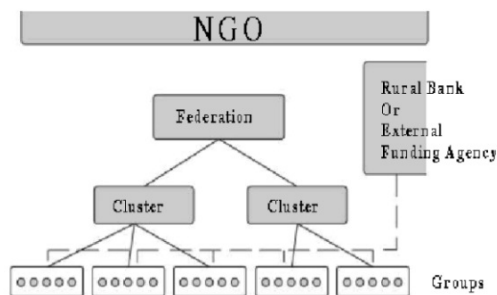 NGO
Rural Bank
Or
External
Funding Agency
Federation
Cluster
Cluster
Groups